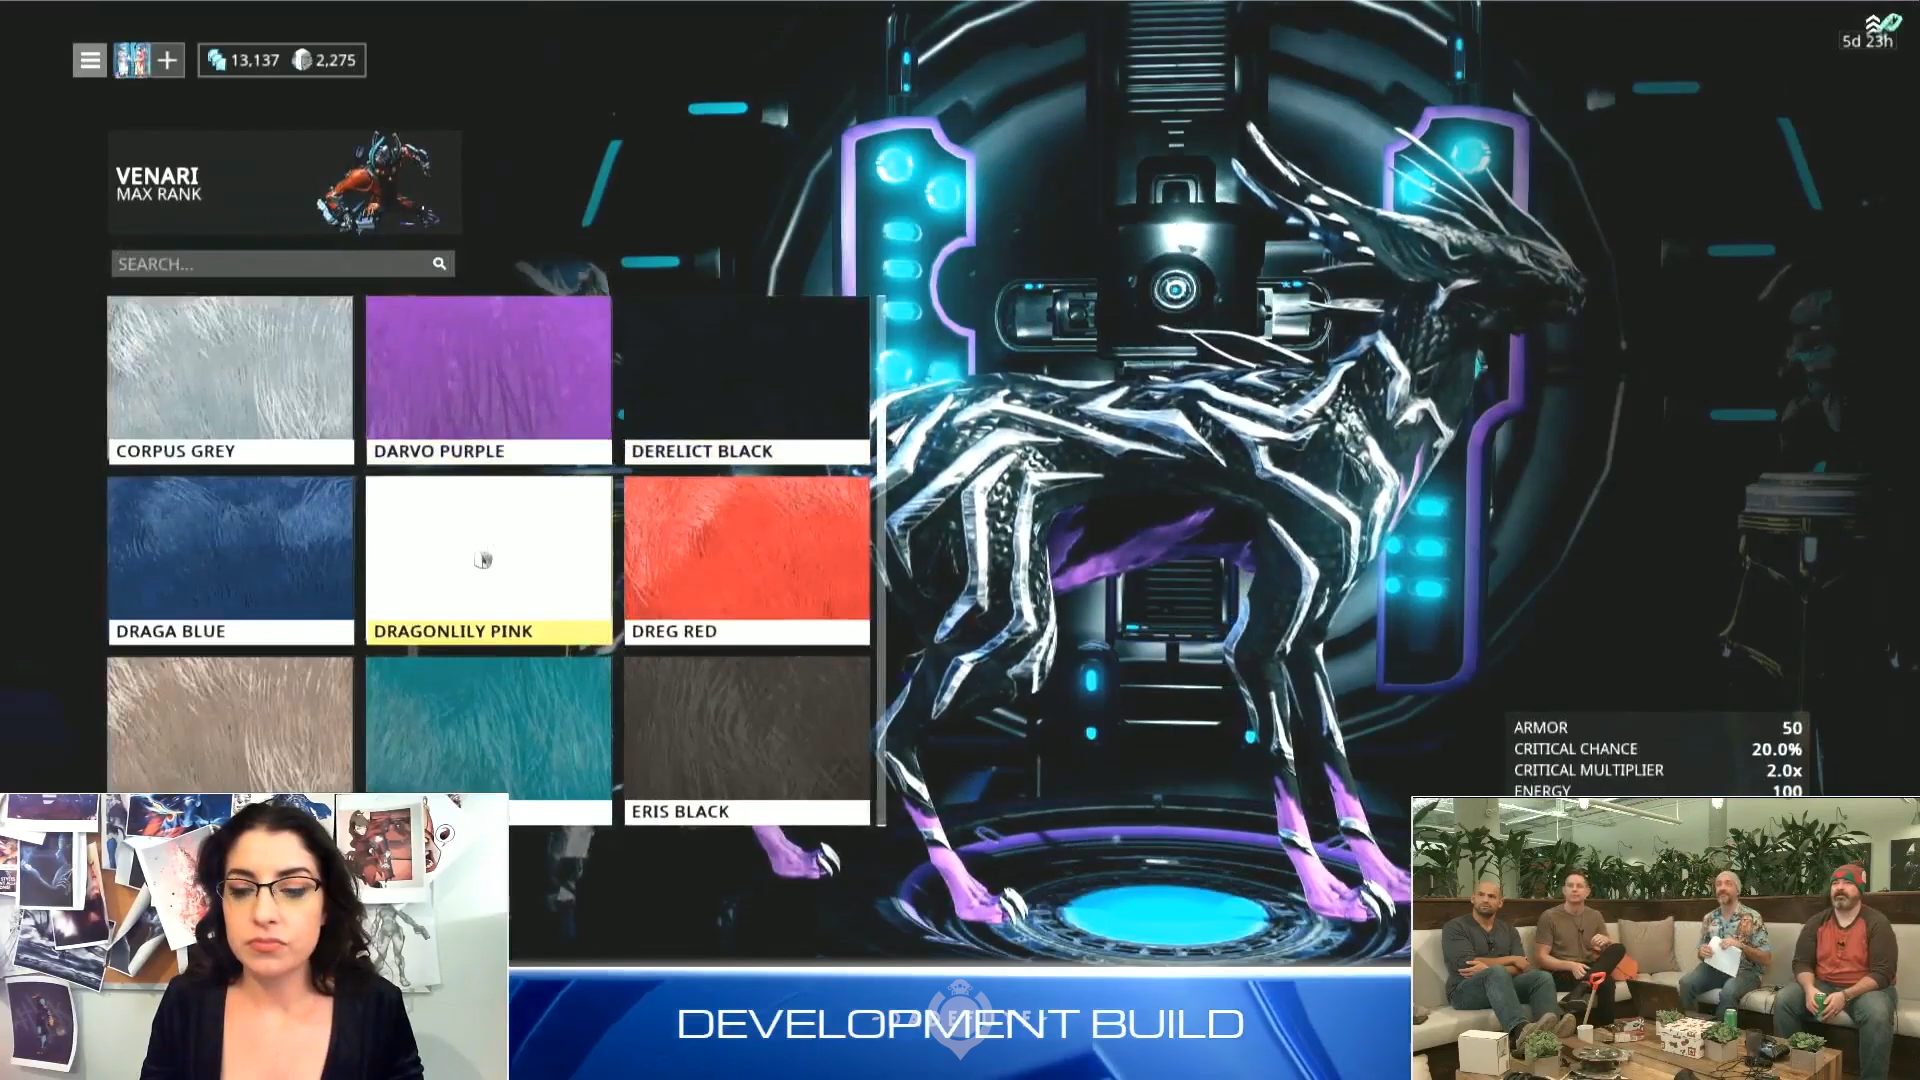 13,137 2,275
5d 23h
VENARI
MAX RANK
SEARCH...
CORPUS GREY
DARVO PURPLE
DERELICT BLACK
DRAGA BLUE
DRAGONLILY PINK
DREG RED
ERIS BLACK
ARMOR 50
CRITICAL CHANCE 20.0%
CRITICAL MULTIPLIER 2.0x
ENERGY 100
DEVELOPMENT BUILD